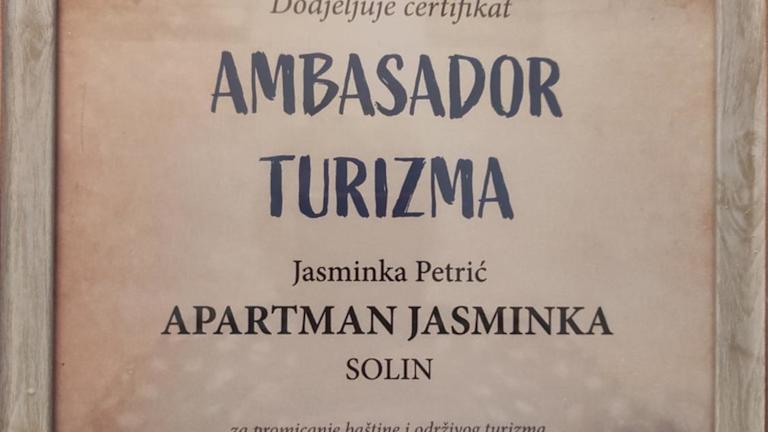 Dodjeljuje certifikat
AMBASADOR
TURIZMA
Jasminka Petrić
APARTMAN JASMINKA
SOLIN
za promicanje baštine i održivog turizma